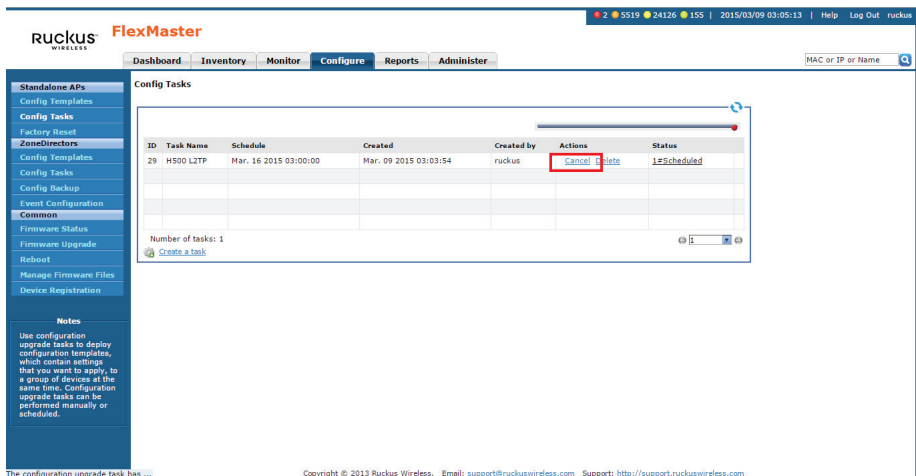 2 5519 24126 155 | 2015/03/09 03:05:13 | Help Log Out ruckus
RUCKUS WIRELESS FlexMaster
Dashboard Inventory Monitor Configure Reports Administer
MAC or IP or Name
Standalone APs
Config Templates
Config Tasks
Factory Reset
ZoneDirectors
Config Templates
Config Tasks
Config Backup
Event Configuration
Common
Firmware Status
Firmware Upgrade
Reboot
Manage Firmware Files
Device Registration
Notes
Use configuration
upgrade tasks to deploy
configuration templates,
which contain settings
that you want to apply, to
a group of devices at the
same time. Configuration
upgrade tasks can be
performed manually or
scheduled.
Config Tasks
ID Task Name Schedule Created Created by Actions Status
29 H500 L2TP Mar. 16 2015 03:00:00 Mar. 09 2015 03:03:54 ruckus Cancel Delete 1#Scheduled
Number of tasks: 1
1
Create a task
The configuration upgrade task has ...
Copyright © 2013 Ruckus Wireless. Email: support@ruckuswireless.com Support: http://support.ruckuswireless.com